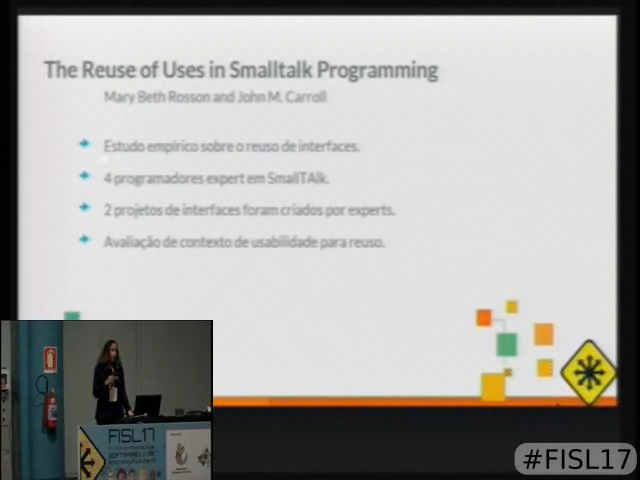 The Reuse of Uses in Smalltalk Programming
Mary Beth Rosson and John M. Carroll
Estudo empírico sobre o reuso de interfaces.
4 programadores expert em SmallTAlk.
2 projetos de interfaces foram criados por experts.
Avaliação de contexto de usabilidade para reuso.
FISL17
#FISL17